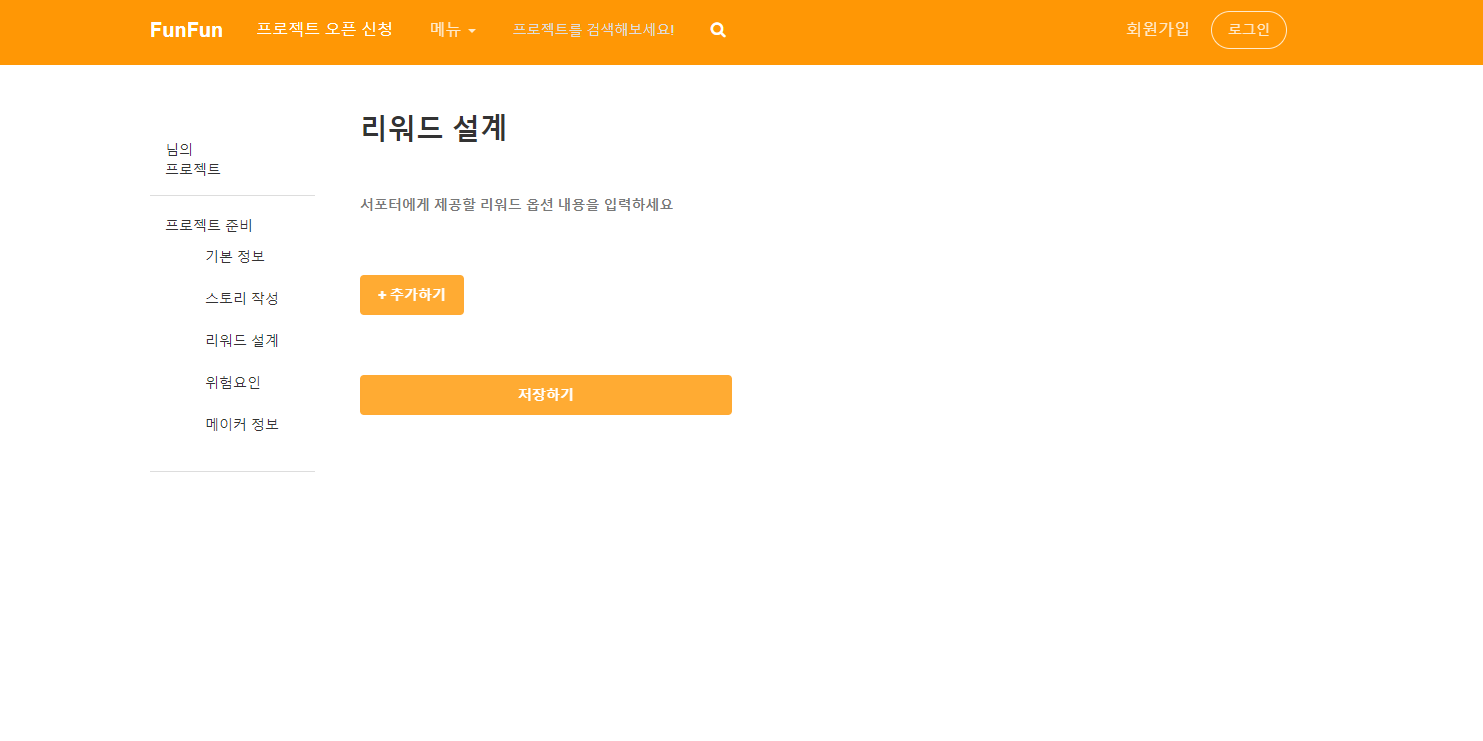 FunFun 프로젝트 오픈 신청 메뉴 프로젝트를 검색해보세요! 회원가입 로그인
리워드 설계
님의
프로젝트
서포터에게 제공할 리워드 옵션 내용을 입력하세요
프로젝트 준비
기본 정보
스토리 작성
리워드 설계
위험요인
메이커 정보
+ 추가하기
저장하기